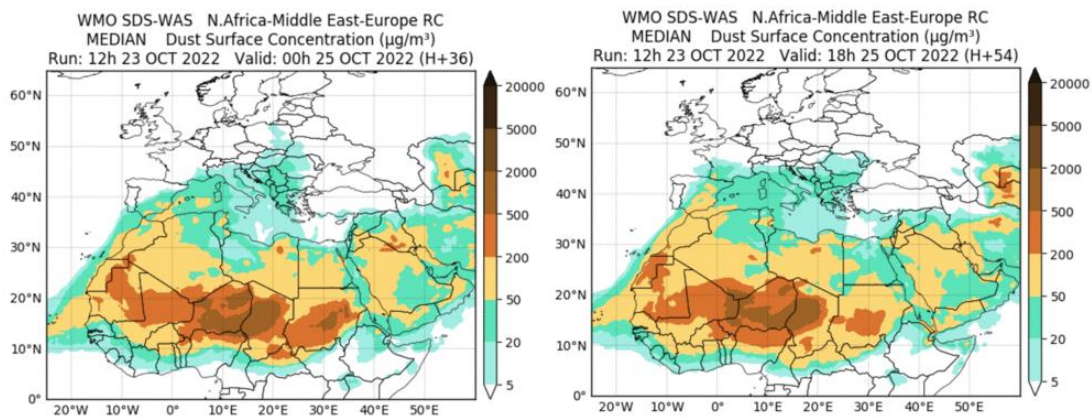 WMO SDS-WAS N.Africa-Middle East-Europe RC
MEDIAN Dust Surface Concentration (µg/m³)
Run: 12h 23 OCT 2022 Valid: 00h 25 OCT 2022 (H+36)
60°N
50°N
40°N
30°N
20°N
10°N
0°
20°W
10°W
0°
10°E
20°E
30°E
40°E
50°E
20000
5000
2000
500
200
50
20
5
WMO SDS-WAS N.Africa-Middle East-Europe RC
MEDIAN Dust Surface Concentration (µg/m³)
Run: 12h 23 OCT 2022 Valid: 18h 25 OCT 2022 (H+54)
60°N
50°N
40°N
30°N
20°N
10°N
0°
20°W
10°W
0°
10°E
20°E
30°E
40°E
50°E
20000
5000
2000
500
200
50
20
5